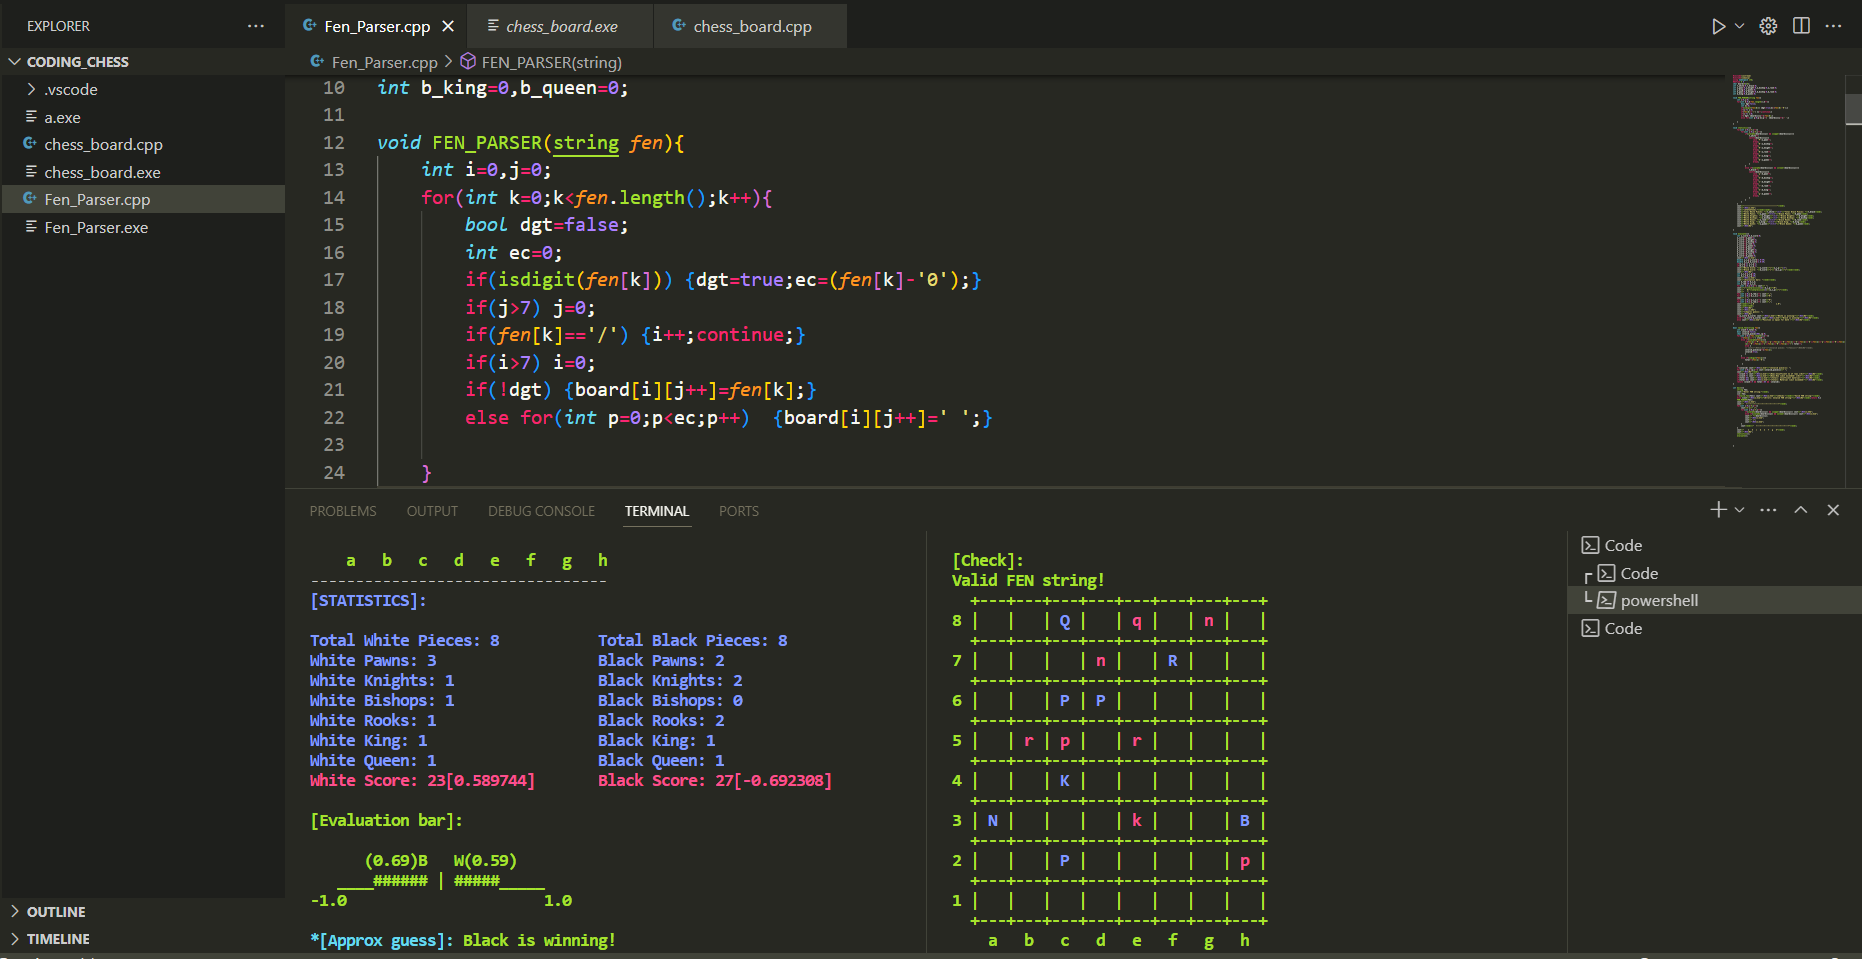 EXPLORER
Fen_Parser.cpp
chess_board.exe
chess_board.cpp
CODING_CHESS
Fen_Parser.cpp > FEN_PARSER(string)
.vscode
a.exe
chess_board.cpp
chess_board.exe
Fen_Parser.cpp
Fen_Parser.exe
10 int b_king=0,b_queen=0;
11
12 void FEN_PARSER(string fen){
13 int i=0,j=0;
14 for(int k=0;k<fen.length();k++){
15 bool dgt=false;
16 int ec=0;
17 if(isdigit(fen[k])) {dgt=true;ec=(fen[k]-'0');}
18 if(j>7) j=0;
19 if(fen[k]=='/') {i++;continue;}
20 if(i>7) i=0;
21 if(!dgt) {board[i][j++]=fen[k];}
22 else for(int p=0;p<ec;p++)  {board[i][j++]=' ';}
23
24 }
PROBLEMS OUTPUT DEBUG CONSOLE TERMINAL PORTS
a b c d e f g h
---------------------------------
[STATISTICS]:
Total White Pieces: 8 Total Black Pieces: 8
White Pawns: 3 Black Pawns: 2
White Knights: 1 Black Knights: 2
White Bishops: 1 Black Bishops: 0
White Rooks: 1 Black Rooks: 2
White King: 1 Black King: 1
White Queen: 1 Black Queen: 1
White Score: 23[0.589744] Black Score: 27[-0.692308]
[Evaluation bar]:
(0.69)B W(0.59)
____###### | #####_____
-1.0 1.0
*[Approx guess]: Black is winning!
[Check]:
Valid FEN string!
+---+---+---+---+---+---+---+---+
8 |   |   | Q |   | q |   | n |   |
+---+---+---+---+---+---+---+---+
7 |   |   |   | n |   | R |   |   |
+---+---+---+---+---+---+---+---+
6 |   |   | P | P |   |   |   |   |
+---+---+---+---+---+---+---+---+
5 |   | r | p |   | r |   |   |   |
+---+---+---+---+---+---+---+---+
4 |   |   | K |   |   |   |   |   |
+---+---+---+---+---+---+---+---+
3 | N |   |   |   | k |   |   | B |
+---+---+---+---+---+---+---+---+
2 |   |   | P |   |   |   |   | p |
+---+---+---+---+---+---+---+---+
1 |   |   |   |   |   |   |   |   |
+---+---+---+---+---+---+---+---+
a b c d e f g h
Code
Code
powershell
Code
OUTLINE
TIMELINE